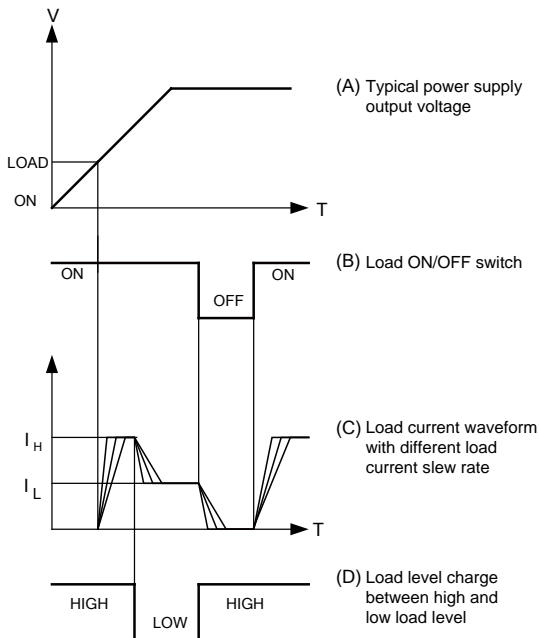 V
(A) Typical power supply
output voltage
LOAD
ON
T
(B) Load ON/OFF switch
ON
ON
OFF
(C) Load current waveform
with different load
current slew rate
I H
I L
T
(D) Load level charge
between high and
low load level
HIGH
LOW
HIGH